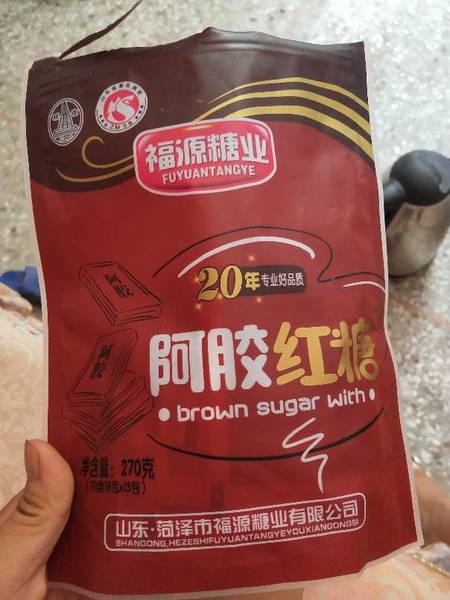 福源糖业
FUYUANTANGYE
20年专业好品质
阿胶
阿胶
阿胶红糖
brown sugar with
净含量: 270克
(内含18克x15包)
山东·菏泽市福源糖业有限公司
SHANDONG,HEZESHIFUYUANTANGYEYOUXIANGONGSI